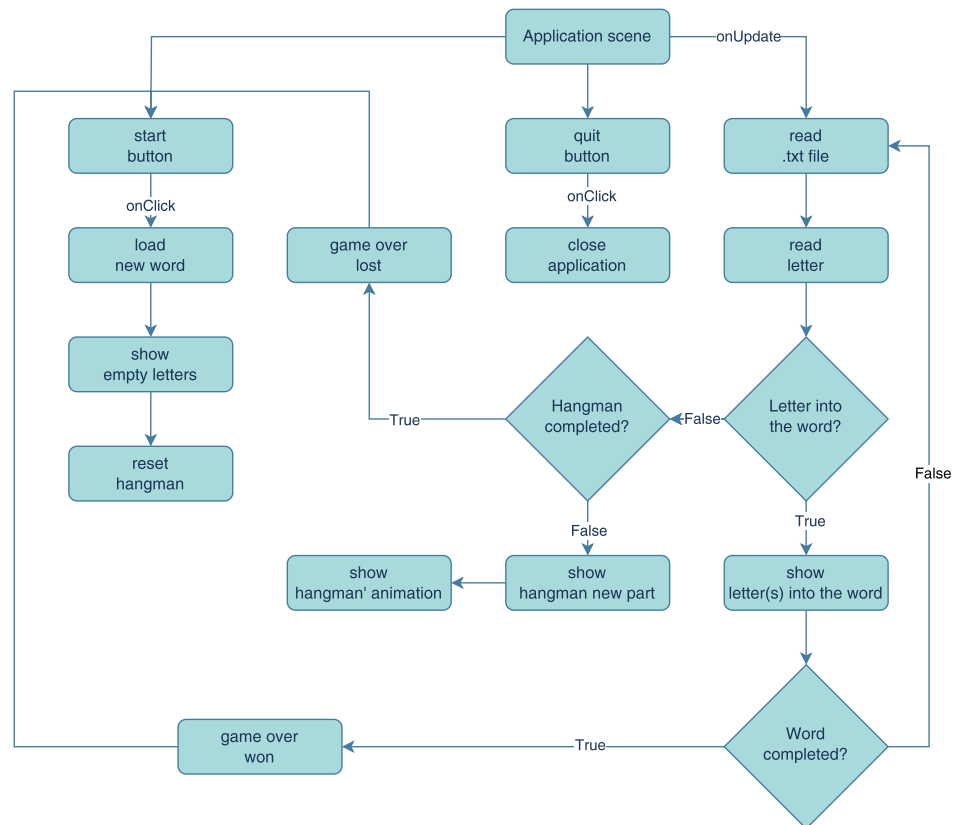 Application scene
onUpdate
start
button
quit
button
read
.txt file
onClick
onClick
load
new word
game over
lost
close
application
read
letter
show
empty letters
Hangman
completed?
Letter into
the word?
True
False
reset
hangman
False
True
False
show
hangman' animation
show
hangman new part
show
letter(s) into the word
game over
won
True
Word
completed?